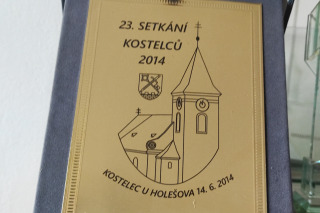 23. SETKÁNÍ
KOSTELCŮ
2014
KOSTELEC U HOLEŠOVA 14. 6. 2014